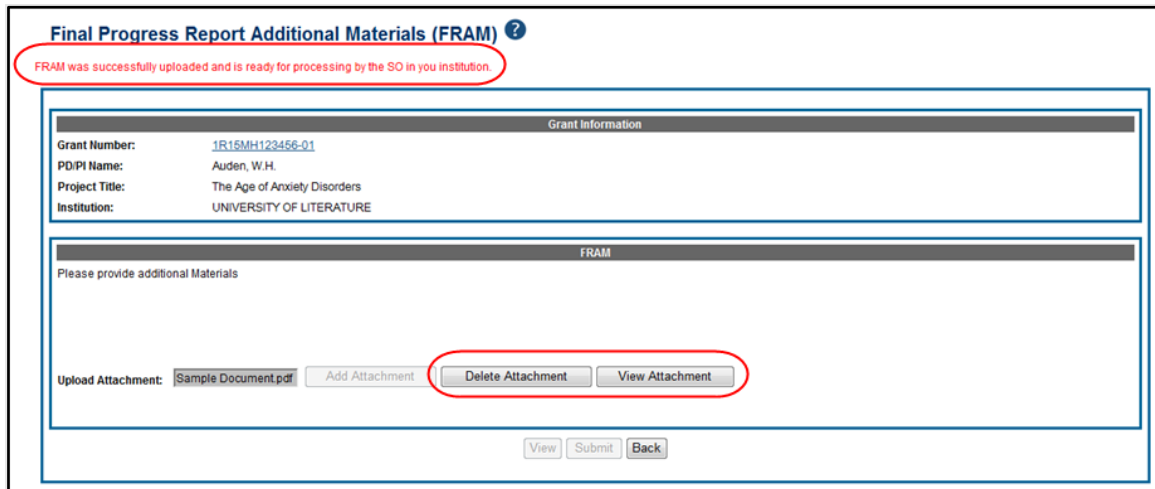 Final Progress Report Additional Materials (FRAM) ?
FRAM was successfully uploaded and is ready for processing by the SO in you institution.
Grant Information
Grant Number: 1R15MH123456-01
PD/PI Name: Auden, W.H.
Project Title: The Age of Anxiety Disorders
Institution: UNIVERSITY OF LITERATURE
FRAM
Please provide additional Materials
Upload Attachment: Sample Document.pdf Add Attachment Delete Attachment View Attachment
View Submit Back